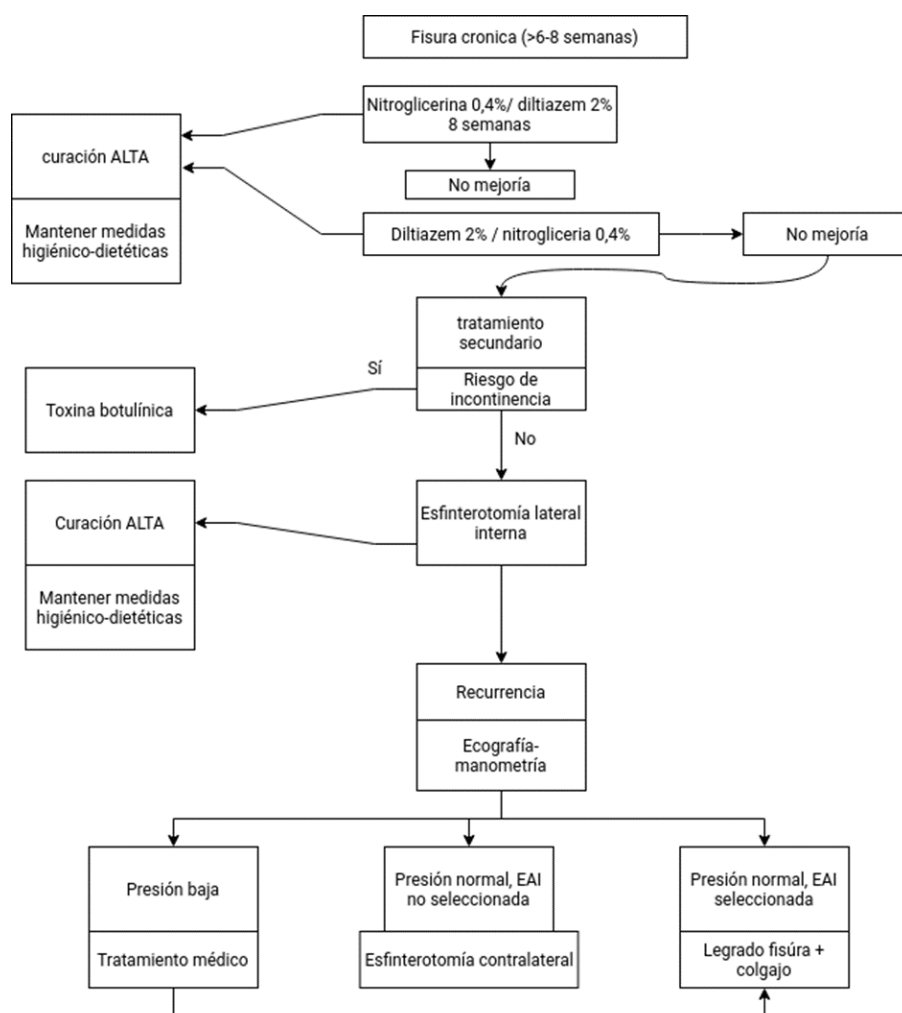 Fisura cronica (>6-8 semanas)
Nitroglicerina 0,4%/ diltiazem 2%
8 semanas
curación ALTA
Mantener medidas
higiénico-dietéticas
No mejoría
Diltiazem 2% / nitrogliceria 0,4%
No mejoría
tratamiento
secundario
Riesgo de
incontinencia
Sí
Toxina botulínica
No
Esfinterotomía lateral
interna
Curación ALTA
Mantener medidas
higiénico-dietéticas
Recurrencia
Ecografía-
manometría
Presión baja
Tratamiento médico
Presión normal, EAI
no seleccionada
Esfinterotomía contralateral
Presión normal, EAI
seleccionada
Legrado fisúra +
colgajo